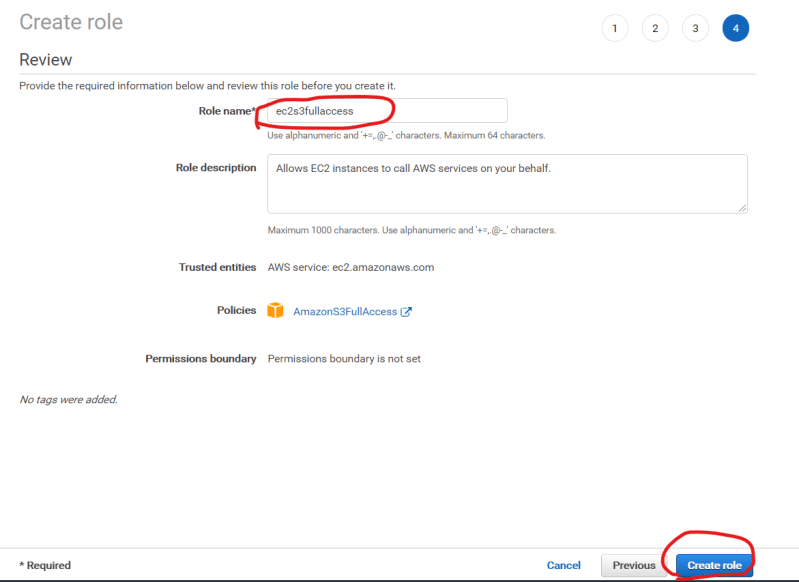 Create role
1 2 3 4
Review
Provide the required information below and review this role before you create it.
Role name* ec2s3fullaccess
Use alphanumeric and '+=,.@-_' characters. Maximum 64 characters.
Role description Allows EC2 instances to call AWS services on your behalf.
Maximum 1000 characters. Use alphanumeric and '+=,.@-_' characters.
Trusted entities AWS service: ec2.amazonaws.com
Policies AmazonS3FullAccess
Permissions boundary Permissions boundary is not set
No tags were added.
* Required Cancel Previous Create role